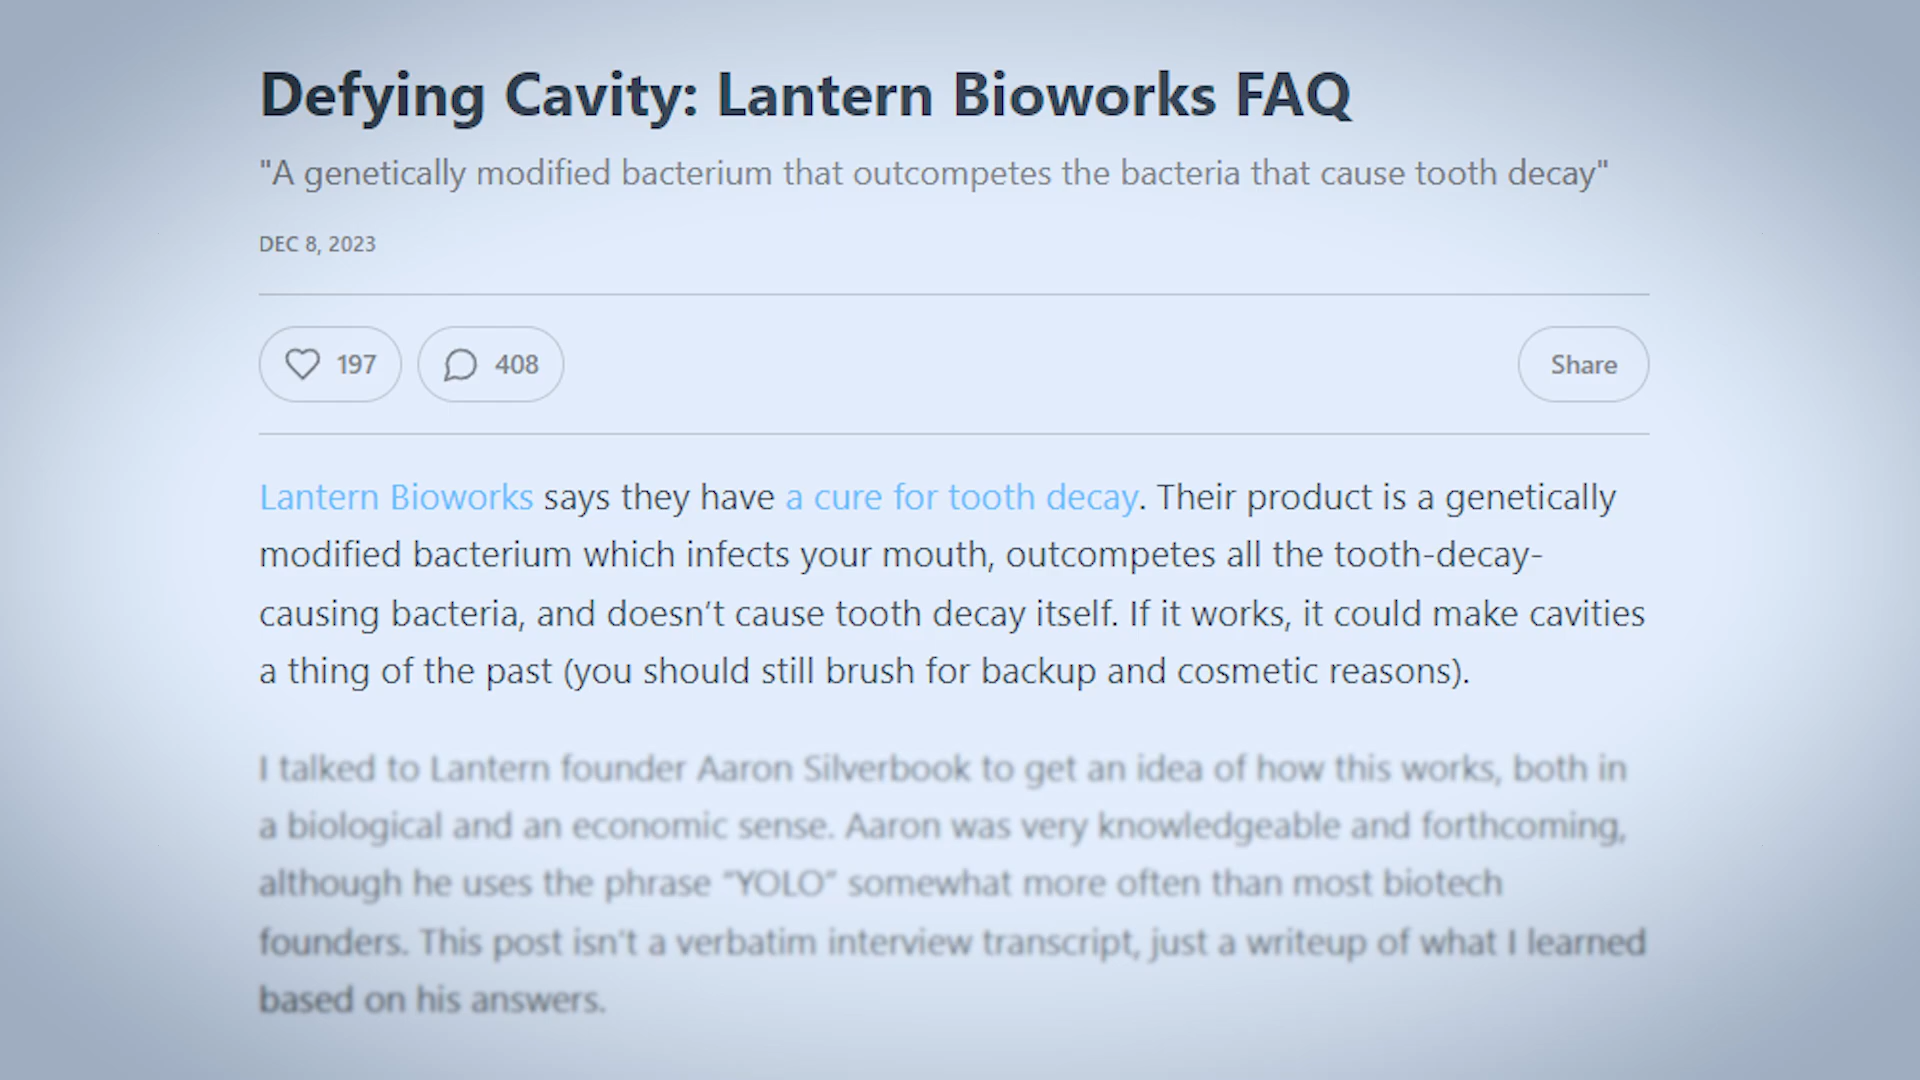 Defying Cavity: Lantern Bioworks FAQ
"A genetically modified bacterium that outcompetes the bacteria that cause tooth decay"
DEC 8, 2023
197
408
Share
Lantern Bioworks says they have a cure for tooth decay. Their product is a genetically
modified bacterium which infects your mouth, outcompetes all the tooth-decay-
causing bacteria, and doesn’t cause tooth decay itself. If it works, it could make cavities
a thing of the past (you should still brush for backup and cosmetic reasons).
I talked to Lantern founder Aaron Silverbook to get an idea of how this works, both in
a biological and an economic sense. Aaron was very knowledgeable and forthcoming,
although he uses the phrase “YOLO” somewhat more often than most biotech
founders. This post isn’t a verbatim interview transcript, just a writeup of what I learned
based on his answers.